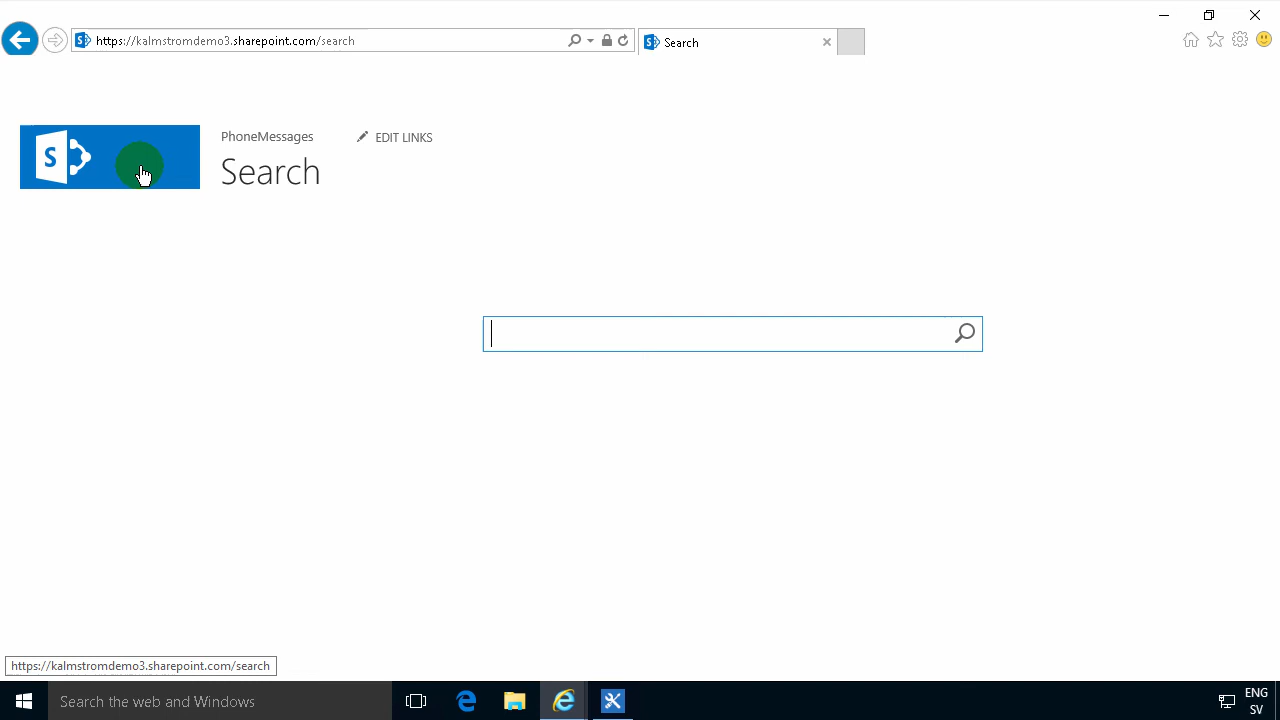 https://kalmstromdemo3.sharepoint.com/search
Search
PhoneMessages
EDIT LINKS
Search
https://kalmstromdemo3.sharepoint.com/search
Search the web and Windows
ENG
SV